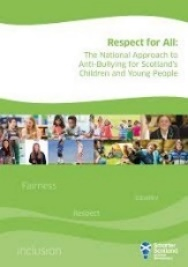 Respect for All:
The National Approach to
Anti-Bullying for Scotland's
Children and Young People
Fairness
Equality
Respect
Inclusion
Smarter
Scotland